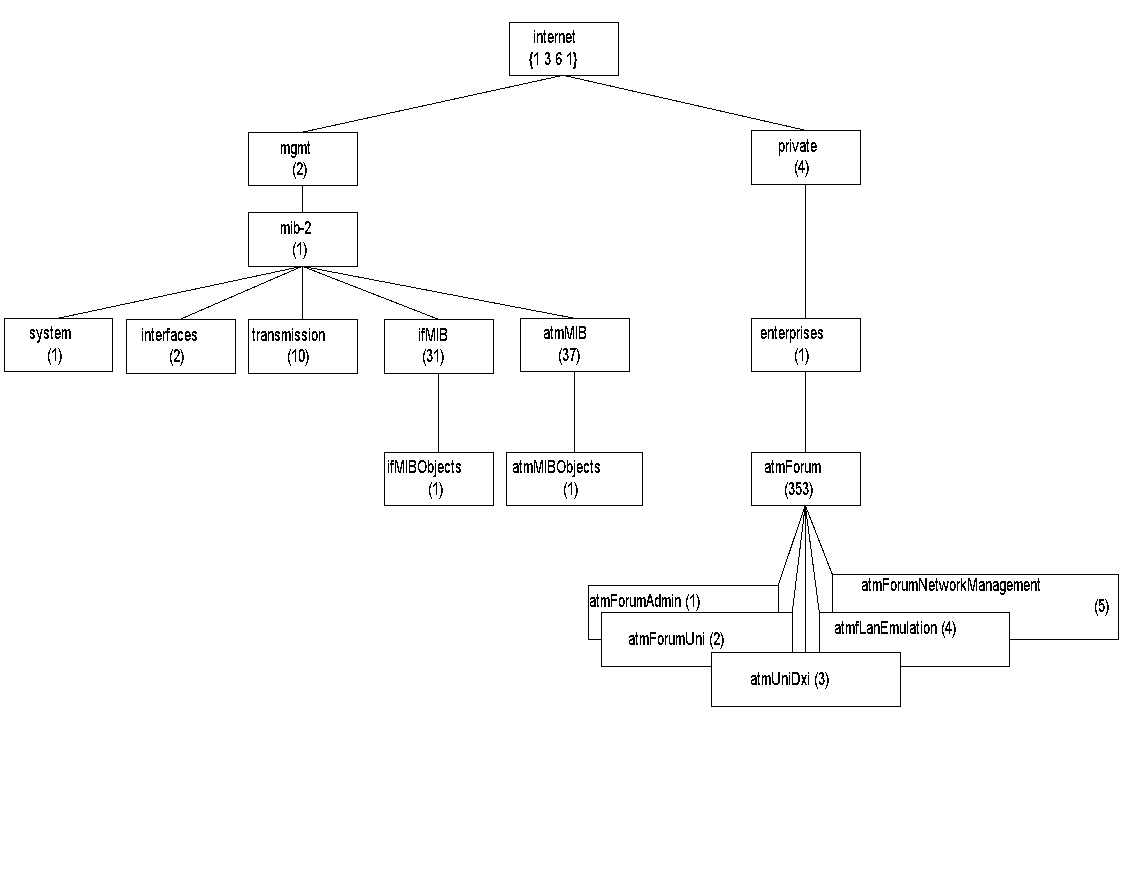 internet
{1 3 6 1}
mgmt
(2)
private
(4)
mib-2
(1)
system
(1)
interfaces
(2)
transmission
(10)
ifMIB
(31)
atmMIB
(37)
enterprises
(1)
ifMIBObjects
(1)
atmMIBObjects
(1)
atmForum
(353)
atmForumAdmin (1)
atmForumNetworkManagement
(5)
atmForumUni (2)
atmfLanEmulation (4)
atmUniDxi (3)